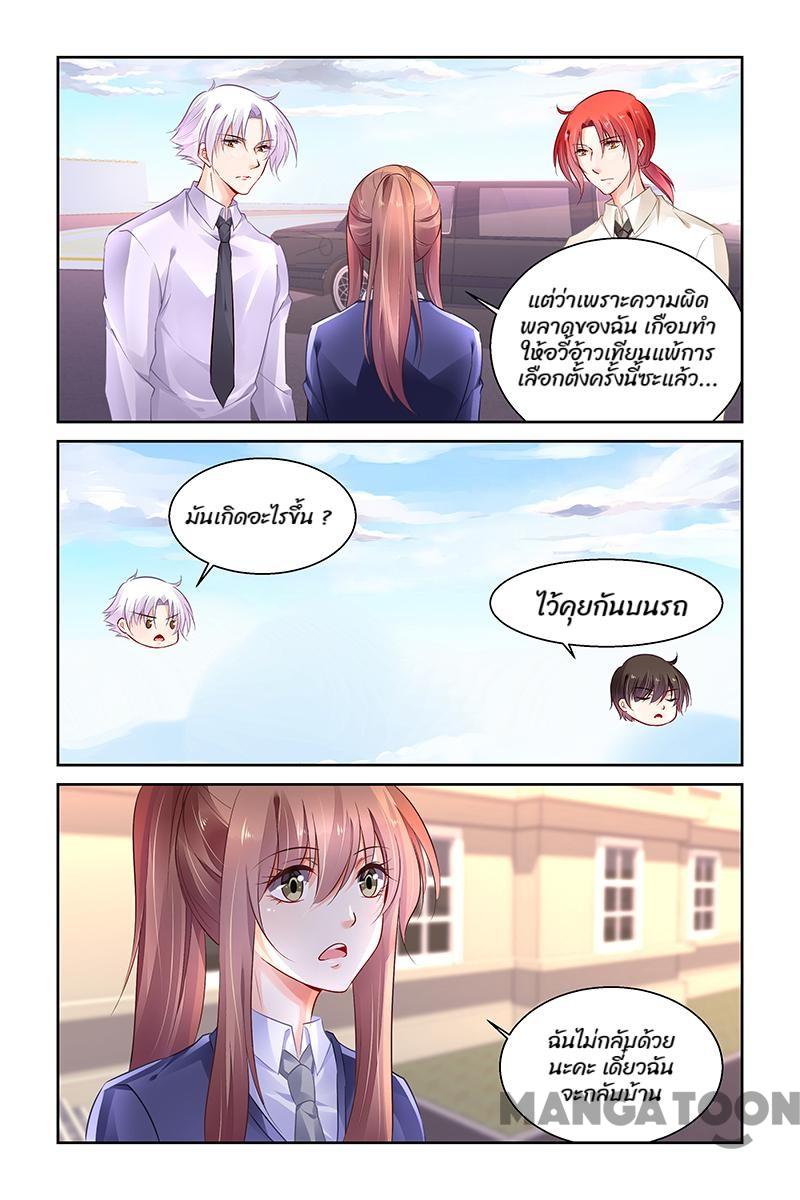 แต่ว่าเพราะความผิด
พลาดของฉัน เกือบทำ
ให้อวี้อ้าวเทียนแพ้การ
เลือกตั้งครั้งนี้ซะแล้ว...
มันเกิดอะไรขึ้น ?
ไว้คุยกันบนรถ
ฉันไม่กลับด้วย
นะคะ เดี๋ยวฉัน
จะกลับบ้าน
MANGATOON